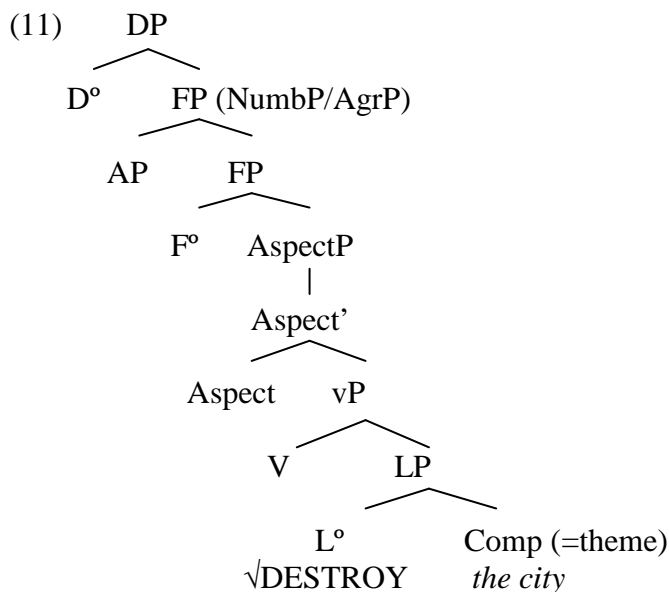 (11) DP
Dº FP (NumbP/AgrP)
AP FP
Fº AspectP
Aspect’
Aspect vP
V LP
Lº Comp (=theme)
√DESTROY the city